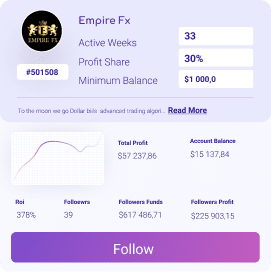 Empire Fx
EMPIRE FX
#501508
Active Weeks 33
Profit Share 30%
Minimum Balance $1 000,0
To the moon we go Dollar bils advanced trading algori... Read More
Total Profit
$57 237,86
Account Balance
$15 137,84
Roi
378%
Folloewrs
39
Followers Funds
$617 486,71
Followers Profit
$225 903,15
Follow